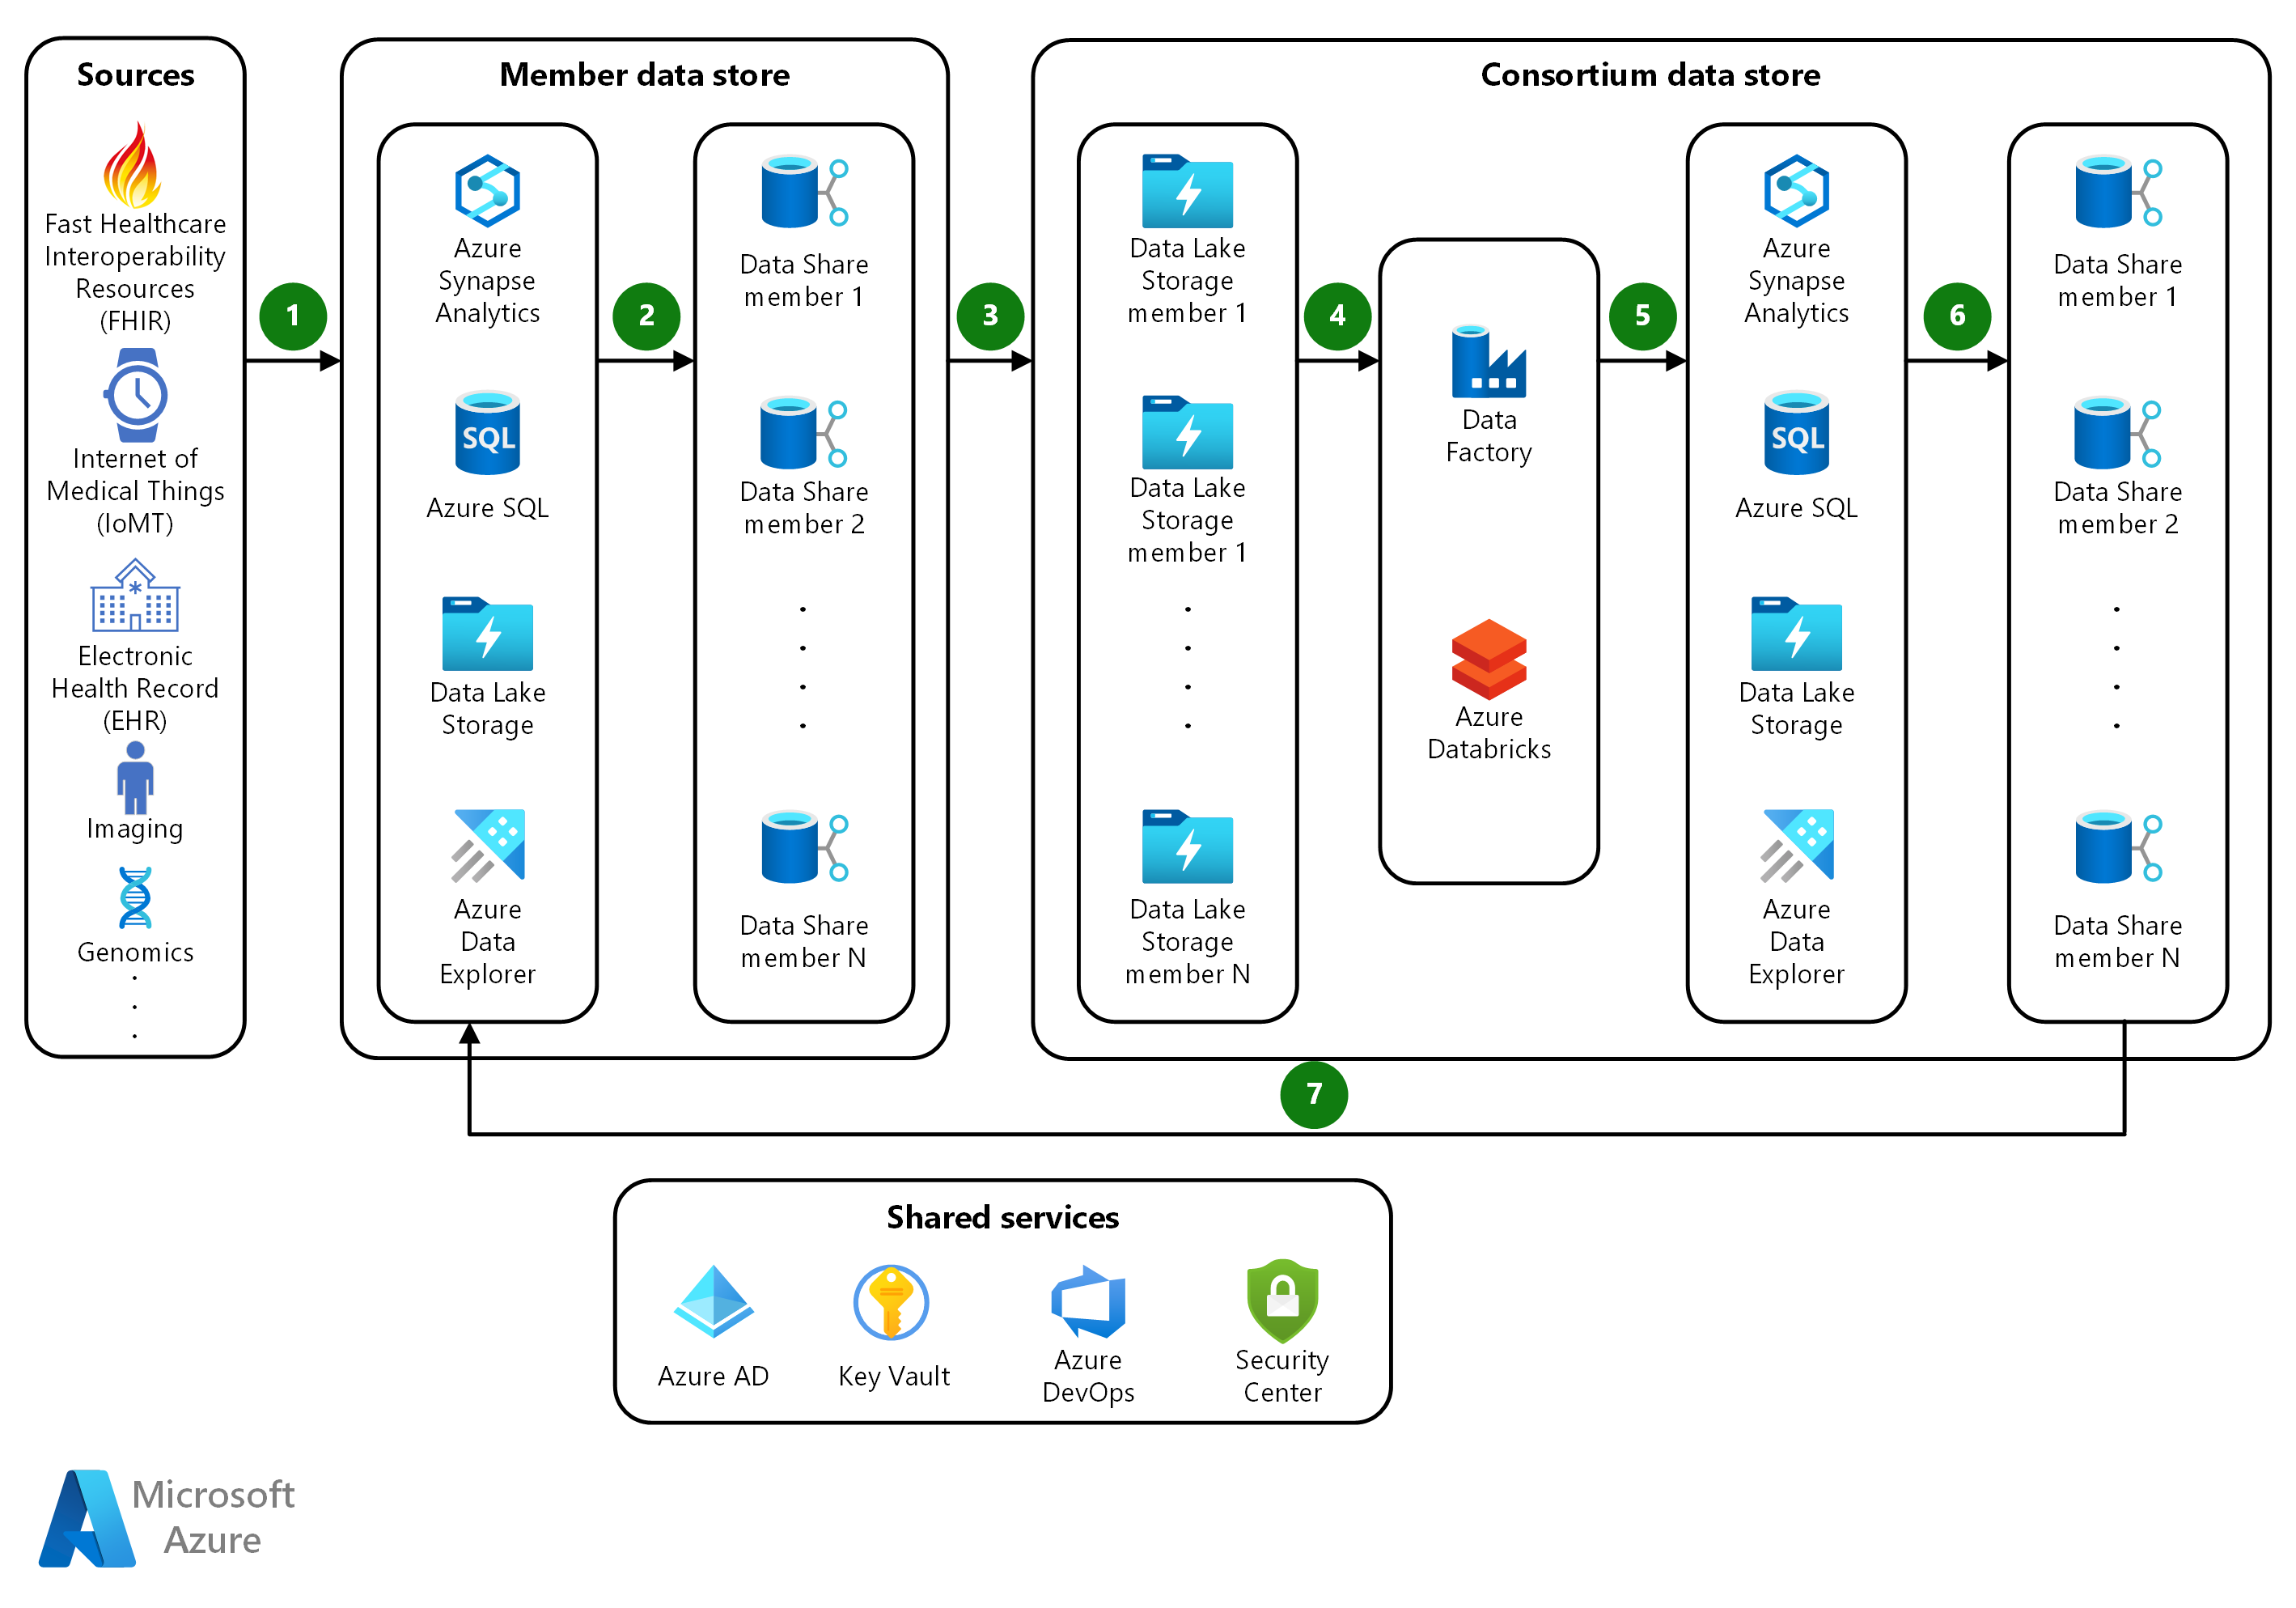 Sources
Fast Healthcare
Interoperability
Resources
(FHIR)
Internet of
Medical Things
(IoMT)
Electronic
Health Record
(EHR)
Imaging
Genomics
.
.
.
1
Member data store
Azure
Synapse
Analytics
SQL
Azure SQL
Data Lake
Storage
Azure
Data
Explorer
2
Data Share
member 1
Data Share
member 2
.
.
.
.
Data Share
member N
3
Consortium data store
Data Lake
Storage
member 1
Data Lake
Storage
member 1
.
.
.
.
Data Lake
Storage
member N
4
Data
Factory
Azure
Databricks
5
Azure
Synapse
Analytics
SQL
Azure SQL
Data Lake
Storage
Azure
Data
Explorer
6
Data Share
member 1
Data Share
member 2
.
.
.
.
Data Share
member N
7
Shared services
Azure AD
Key Vault
Azure
DevOps
Security
Center
Microsoft
Azure